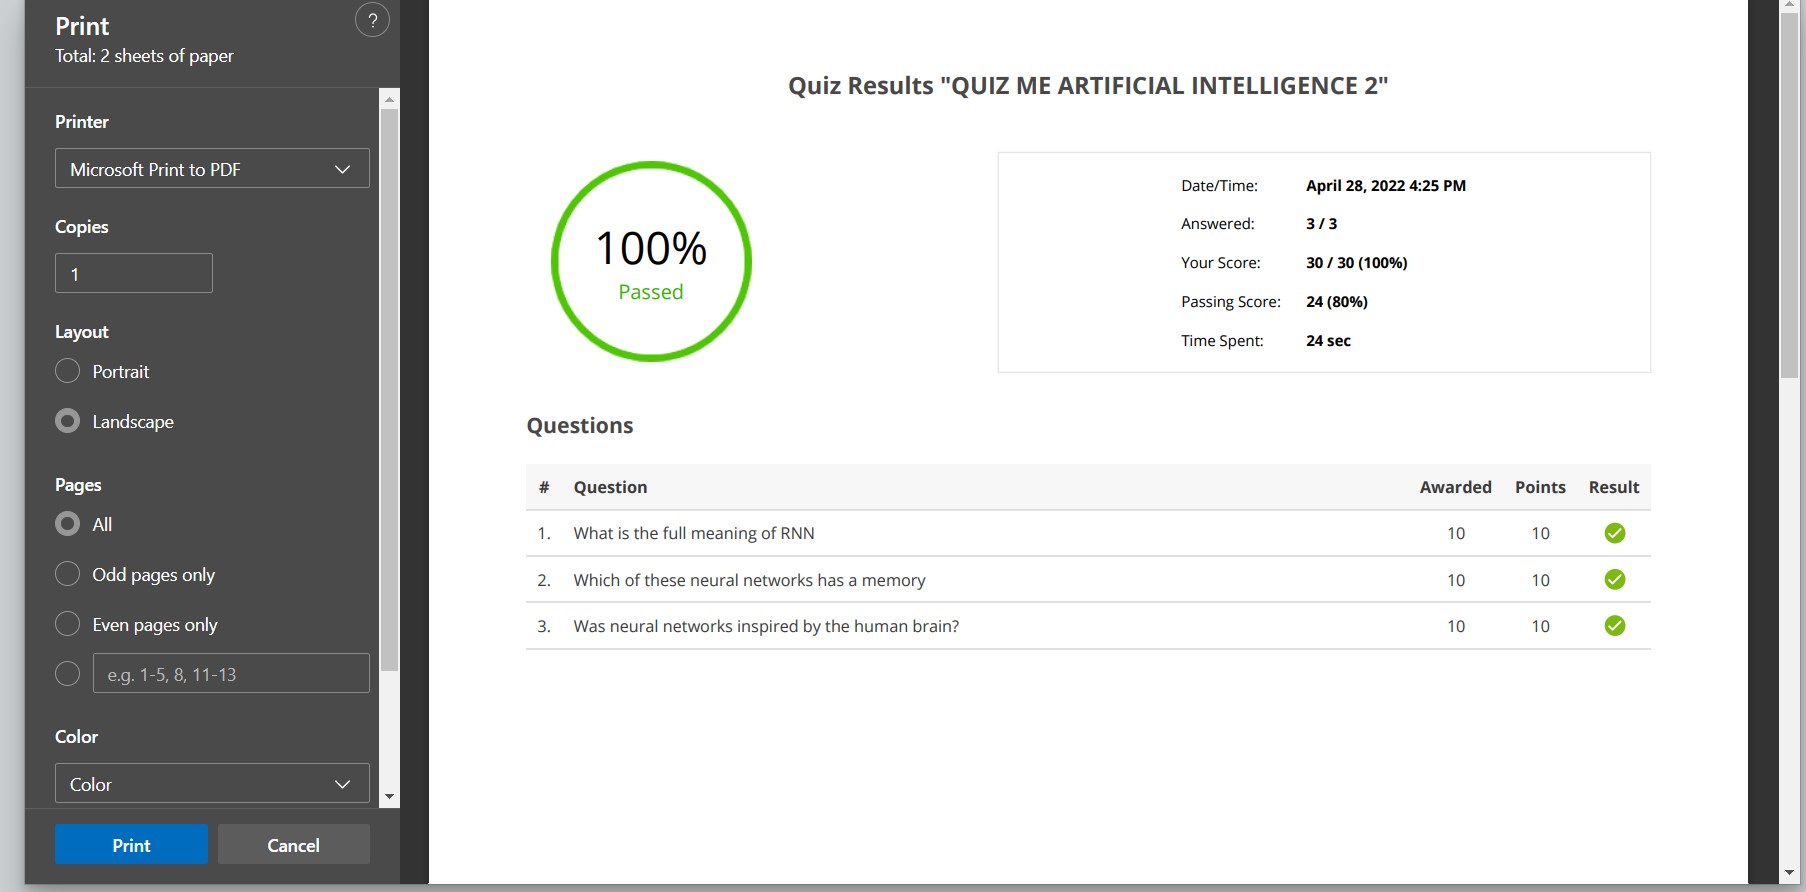 Print
?
Total: 2 sheets of paper
Printer
Microsoft Print to PDF
Copies
1
Layout
Portrait
Landscape
Pages
All
Odd pages only
Even pages only
e.g. 1-5, 8, 11-13
Color
Color
Print Cancel
Quiz Results "QUIZ ME ARTIFICIAL INTELLIGENCE 2"
100%
Passed
Date/Time: April 28, 2022 4:25 PM
Answered: 3 / 3
Your Score: 30 / 30 (100%)
Passing Score: 24 (80%)
Time Spent: 24 sec
Questions
# Question Awarded Points Result
1. What is the full meaning of RNN 10 10
2. Which of these neural networks has a memory 10 10
3. Was neural networks inspired by the human brain? 10 10